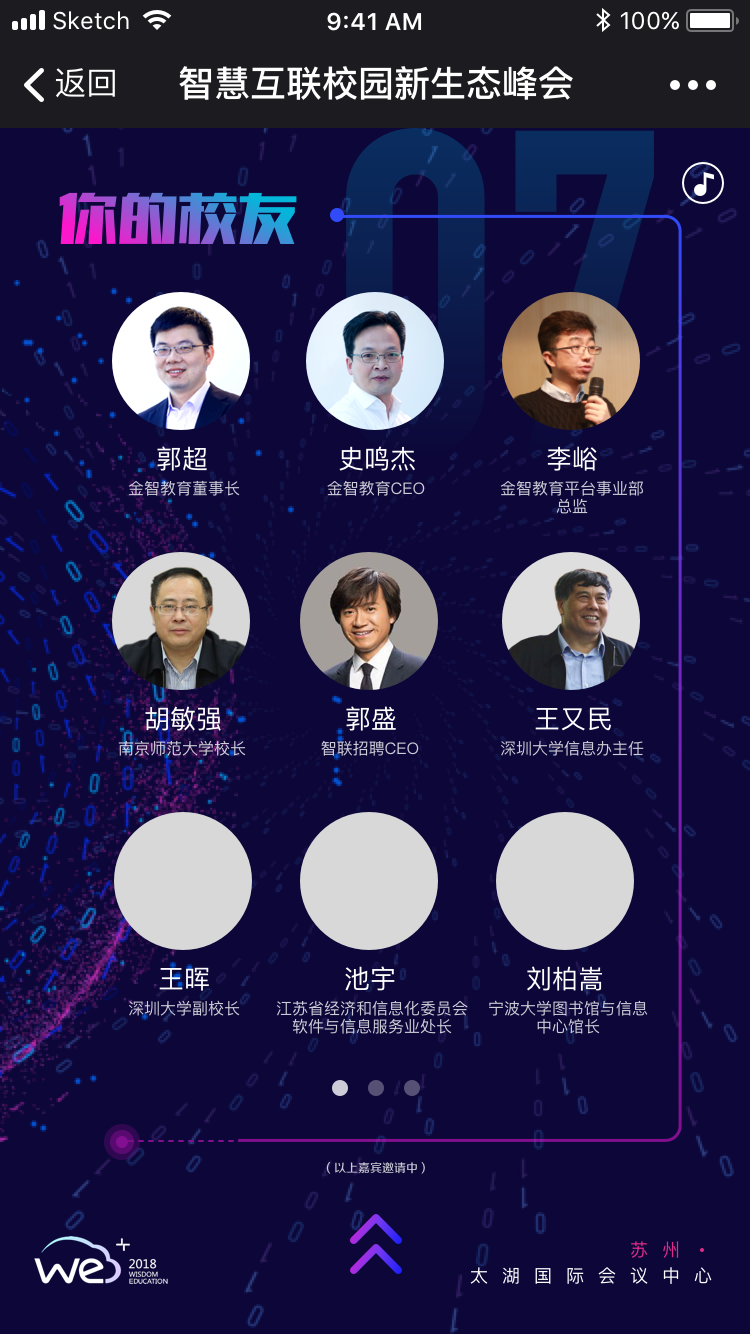 Sketch
9:41 AM
100%
返回
智慧互联校园新生态峰会
07
你的校友
郭超
金智教育董事长
史鸣杰
金智教育CEO
李峪
金智教育平台事业部
总监
胡敏强
南京师范大学校长
郭盛
智联招聘CEO
王又民
深圳大学信息办主任
王晖
深圳大学副校长
池宇
江苏省经济和信息化委员会
软件与信息服务业处长
刘柏嵩
宁波大学图书馆与信息
中心馆长
(以上嘉宾邀请中)
we+
2018
WISDOM
EDUCATION
苏州·
太湖国际会议中心